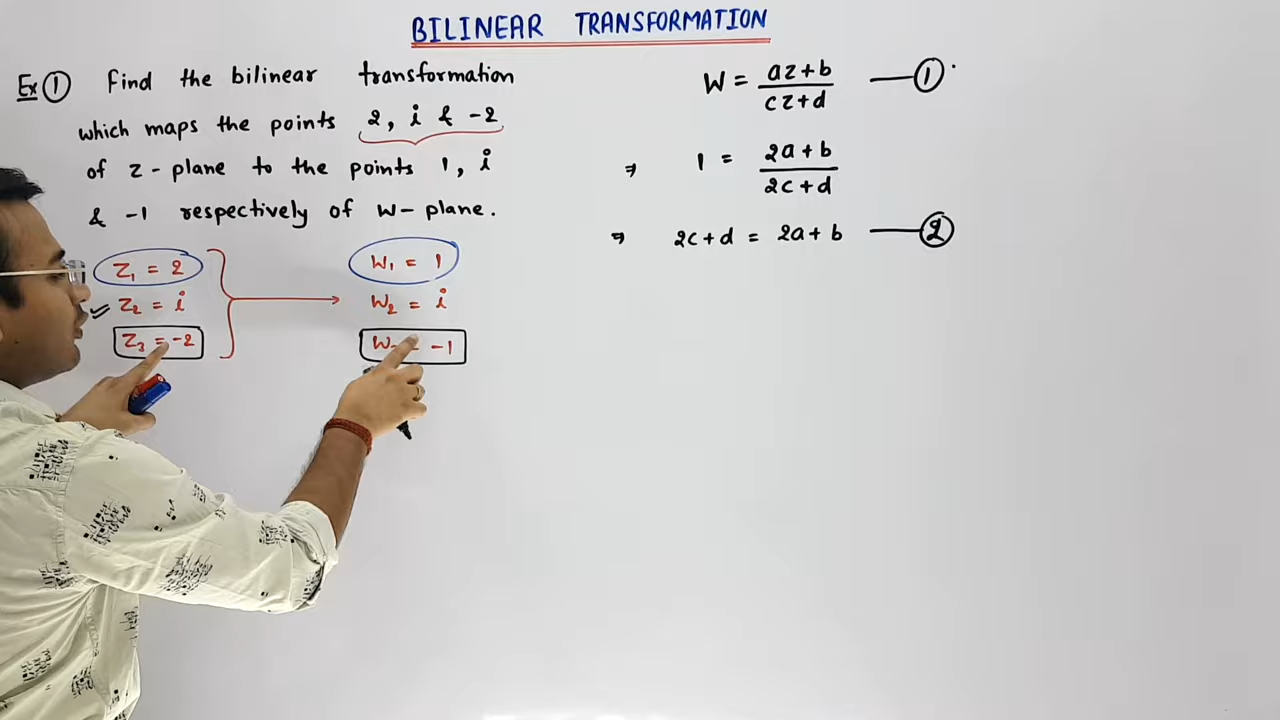 BILINEAR TRANSFORMATION
Ex ① Find the bilinear transformation
which maps the points 2, i & -2
of z-plane to the points 1, i
& -1 respectively of w-plane.
z₁ = 2
z₂ = i
z₃ = -2
w₁ = 1
w₂ = i
= -1
W = az+b / cz+d —①
⇒ 1 = 2a+b / 2c+d
⇒ 2c+d = 2a+b —②